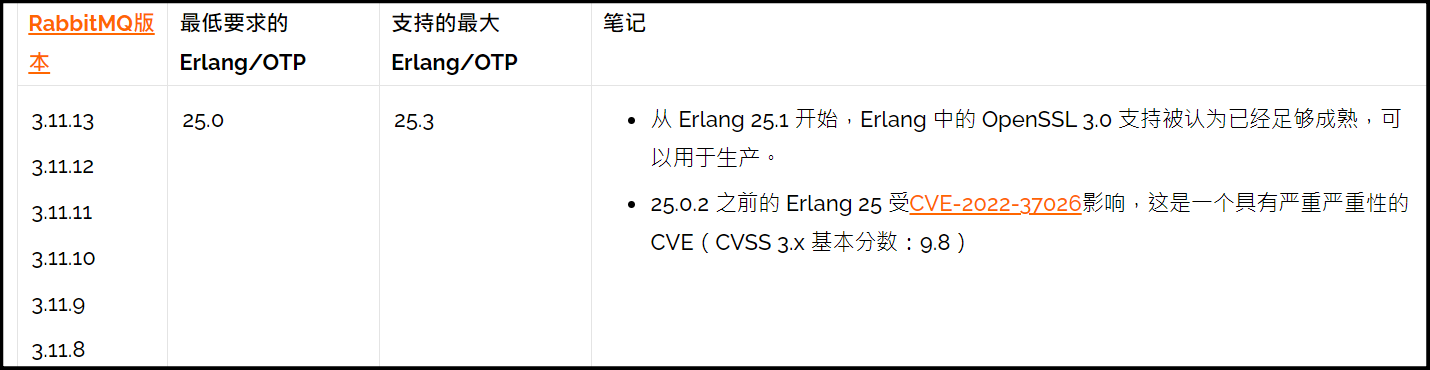 RabbitMQ版本
最低要求的 Erlang/OTP
支持的最大 Erlang/OTP
笔记
3.11.13
3.11.12
3.11.11
3.11.10
3.11.9
3.11.8
25.0
25.3
从 Erlang 25.1 开始，Erlang 中的 OpenSSL 3.0 支持被认为已经足够成熟，可
以用于生产。
25.0.2 之前的 Erlang 25 受CVE-2022-37026影响，这是一个具有严重严重性的
CVE（CVSS 3.x 基本分数：9.8）